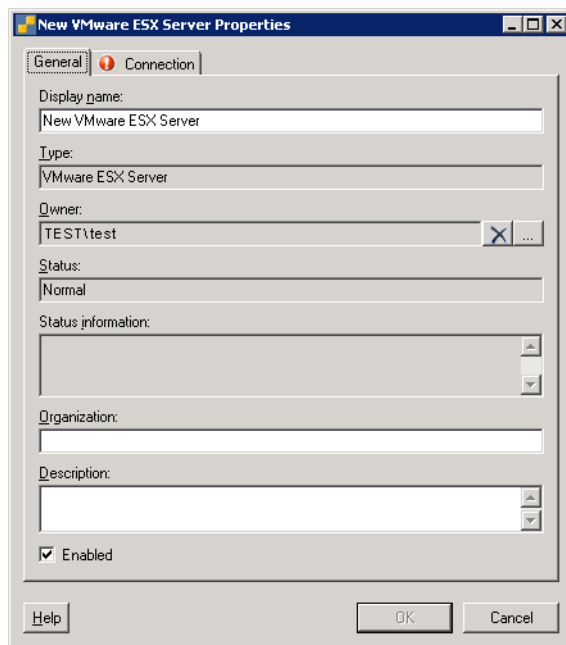 New VMware ESX Server Properties
General Connection
Display name:
New VMware ESX Server
Type:
VMware ESX Server
Owner:
TEST\test
...
Status:
Normal
Status information:
Organization:
Description:
Enabled
Help OK Cancel